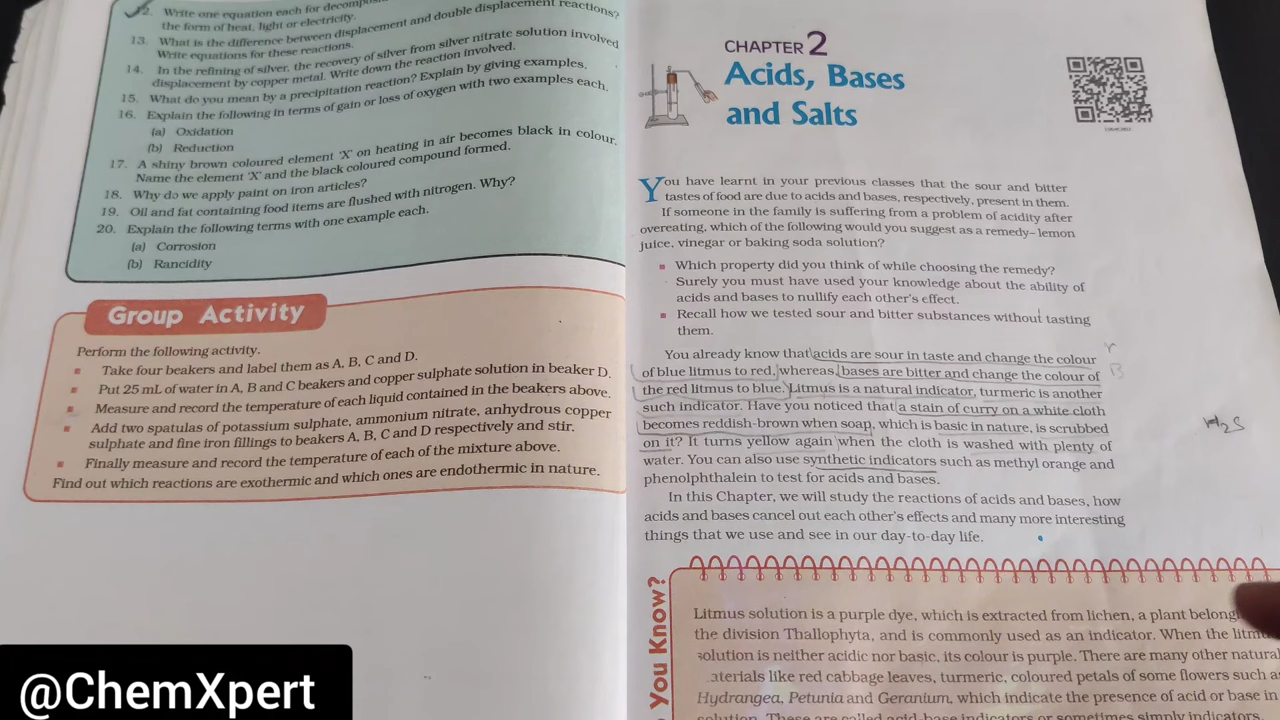 12. Write one equation each for
the form of heat, light or electricity.
13. What is the difference between displacement and double displacement reactions?
Write equations for these reactions.
14. In the refining of silver, the recovery of silver from silver nitrate solution involved
displacement by copper metal. Write down the reaction involved.
15. What do you mean by a precipitation reaction? Explain by giving examples.
16. Explain the following in terms of gain or loss of oxygen with two examples each.
(a) Oxidation
(b) Reduction
17. A shiny brown coloured element 'X' on heating in air becomes black in colour.
Name the element 'X' and the black coloured compound formed.
18. Why do we apply paint on iron articles?
19. Oil and fat containing food items are flushed with nitrogen. Why?
20. Explain the following terms with one example each.
(a) Corrosion
(b) Rancidity
Group Activity
Perform the following activity.
▪ Take four beakers and label them as A, B, C and D.
▪ Put 25 mL of water in A, B and C beakers and copper sulphate solution in beaker D.
▪ Measure and record the temperature of each liquid contained in the beakers above.
▪ Add two spatulas of potassium sulphate, ammonium nitrate, anhydrous copper
sulphate and fine iron fillings to beakers A, B, C and D respectively and stir.
▪ Finally measure and record the temperature of each of the mixture above.
Find out which reactions are exothermic and which ones are endothermic in nature.
@ChemXpert
CHAPTER 2
Acids, Bases
and Salts
You have learnt in your previous classes that the sour and bitter
tastes of food are due to acids and bases, respectively, present in them.
If someone in the family is suffering from a problem of acidity after
overeating, which of the following would you suggest as a remedy– lemon
juice, vinegar or baking soda solution?
▪ Which property did you think of while choosing the remedy?
Surely you must have used your knowledge about the ability of
acids and bases to nullify each other's effect.
▪ Recall how we tested sour and bitter substances without tasting
them.
You already know that acids are sour in taste and change the colour
of blue litmus to red, whereas, bases are bitter and change the colour of
the red litmus to blue. Litmus is a natural indicator, turmeric is another
such indicator. Have you noticed that a stain of curry on a white cloth
becomes reddish-brown when soap, which is basic in nature, is scrubbed
on it? It turns yellow again when the cloth is washed with plenty of
water. You can also use synthetic indicators such as methyl orange and
phenolphthalein to test for acids and bases.
In this Chapter, we will study the reactions of acids and bases, how
acids and bases cancel out each other's effects and many more interesting
things that we use and see in our day-to-day life.
You Know?
Litmus solution is a purple dye, which is extracted from lichen, a plant
the division Thallophyta, and is commonly used as an indicator. When the
solution is neither acidic nor basic, its colour is purple. There are many other natural
materials like red cabbage leaves, turmeric, coloured petals of some flowers such as
Hydrangea, Petunia and Geranium, which indicate the presence of acid or base in
solution. These are called acid-base indicators or sometimes simply indicators.